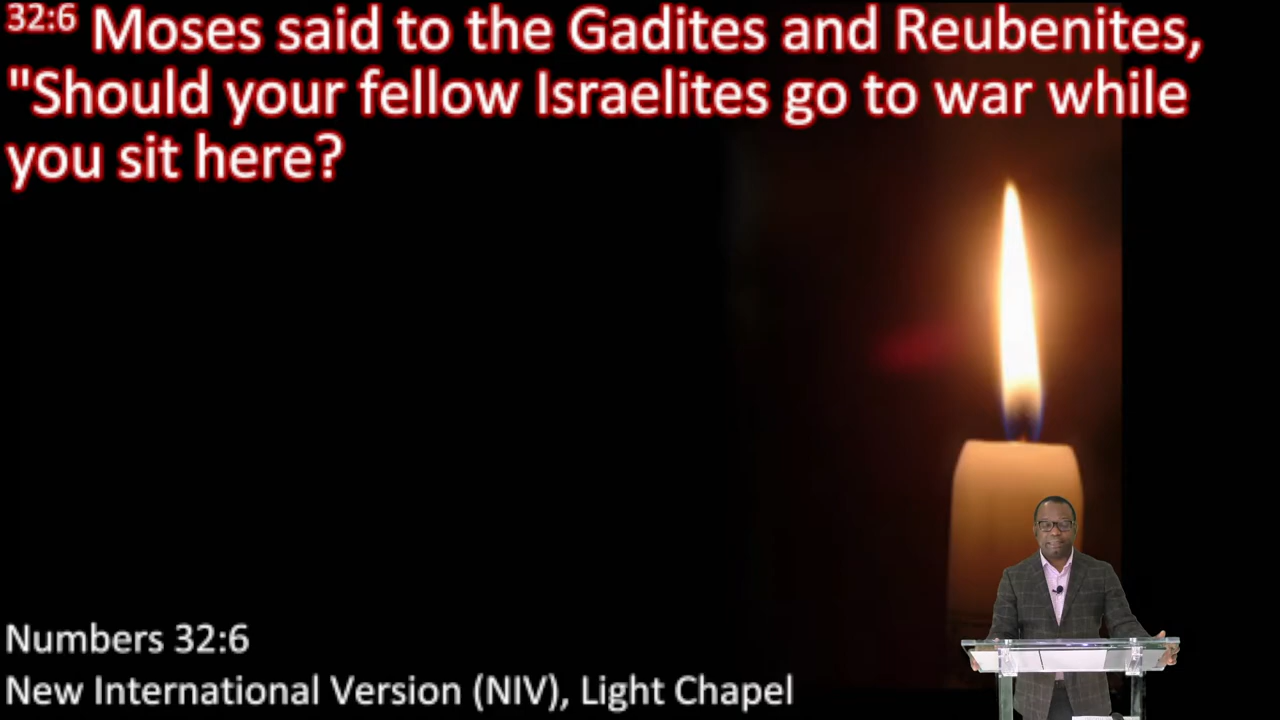 32:6 Moses said to the Gadites and Reubenites,
"Should your fellow Israelites go to war while
you sit here?
Numbers 32:6
New International Version (NIV), Light Chapel